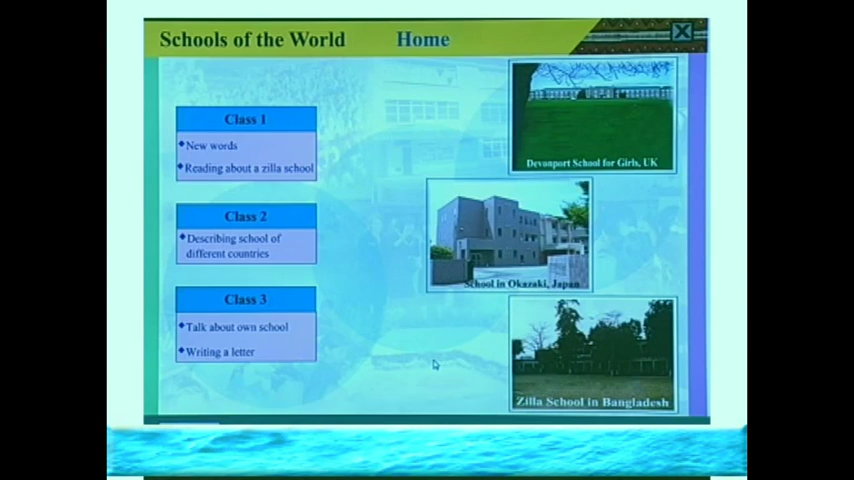 Schools of the World
Home
Class 1
New words
Reading about a zilla school
Class 2
Describing school of
different countries
Class 3
Talk about own school
Writing a letter
Devonport School for Girls, UK
School in Okazaki, Japan
Zilla School in Bangladesh